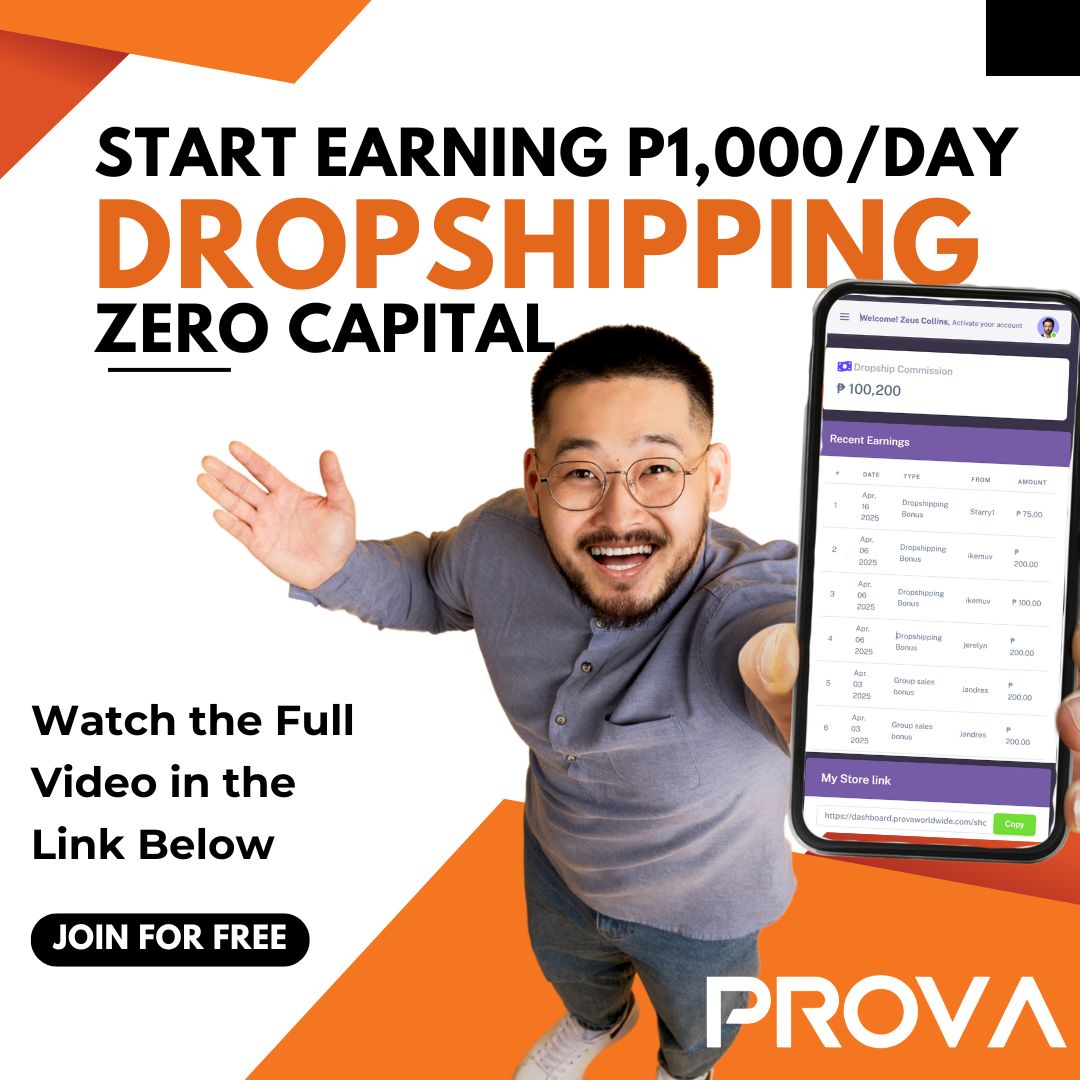 START EARNING P1,000/DAY
DROPSHIPPING
ZERO CAPITAL
Welcome! Zeus Collins, Activate your account
Dropship Commission
₱ 100,200
Recent Earnings
# DATE TYPE FROM AMOUNT
1 Apr. 16 2025 Dropshipping Bonus Starry1 ₱ 75.00
2 Apr. 06 2025 Dropshipping Bonus ikemuv ₱ 200.00
3 Apr. 06 2025 Dropshipping Bonus ikemuv ₱ 100.00
4 Apr. 06 2025 Dropshipping Bonus jerelyn ₱ 200.00
5 Apr. 03 2025 Group sales bonus Jandres ₱ 200.00
6 Apr. 03 2025 Group sales bonus Jandres ₱ 200.00
My Store link
https://dashboard.provaworldwide.com/shc Copy
Watch the Full
Video in the
Link Below
JOIN FOR FREE
PROVA